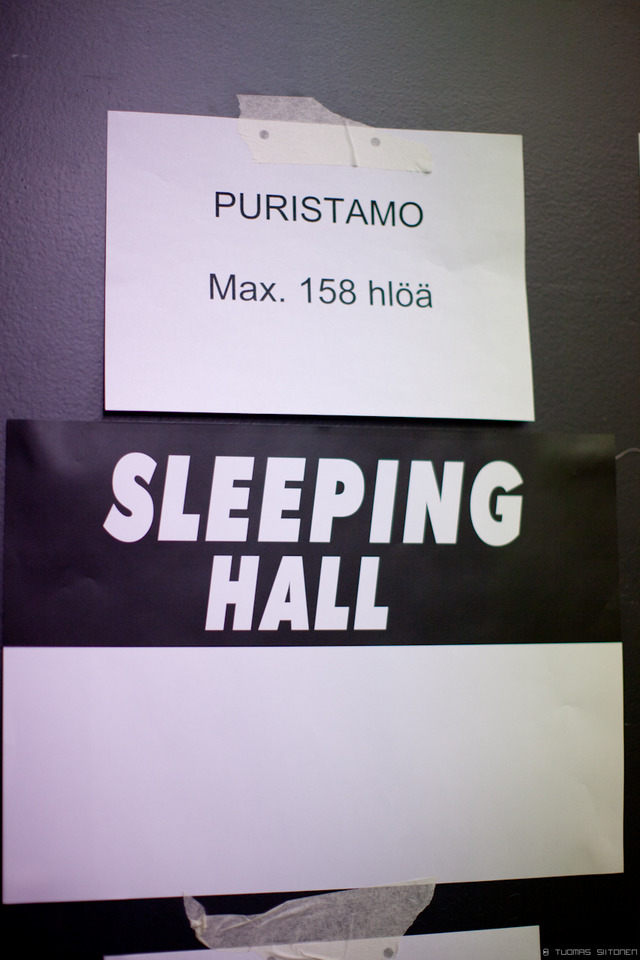 PURISTAMO
Max. 158 hlöä
SLEEPING
HALL
© TUOMAS SIITONEN